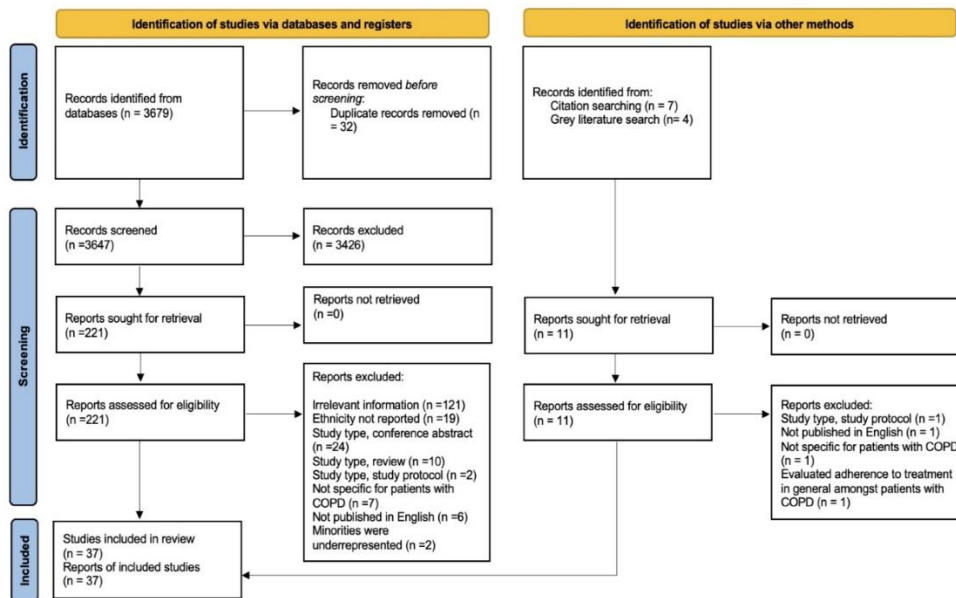 Identification of studies via databases and registers
Identification of studies via other methods
Identification
Records identified from
databases (n = 3679)
Records removed before
screening:
Duplicate records removed (n
= 32)
Records identified from:
Citation searching (n = 7)
Grey literature search (n= 4)
Screening
Records screened
(n =3647)
Records excluded
(n = 3426)
Reports sought for retrieval
(n =221)
Reports not retrieved
(n =0)
Reports sought for retrieval
(n = 11)
Reports not retrieved
(n = 0)
Reports assessed for eligibility
(n =221)
Reports excluded:
Irrelevant information (n =121)
Ethnicity not reported (n =19)
Study type, conference abstract
(n =24)
Study type, review (n =10)
Study type, study protocol (n =2)
Not specific for patients with
COPD (n =7)
Not published in English (n =6)
Minorities were
underrepresented (n =2)
Reports assessed for eligibility
(n = 11)
Reports excluded:
Study type, study protocol (n =1)
Not published in English (n = 1)
Not specific for patients with COPD
(n = 1)
Evaluated adherence to treatment
in general amongst patients with
COPD (n = 1)
Included
Studies included in review
(n = 37)
Reports of included studies
(n = 37)